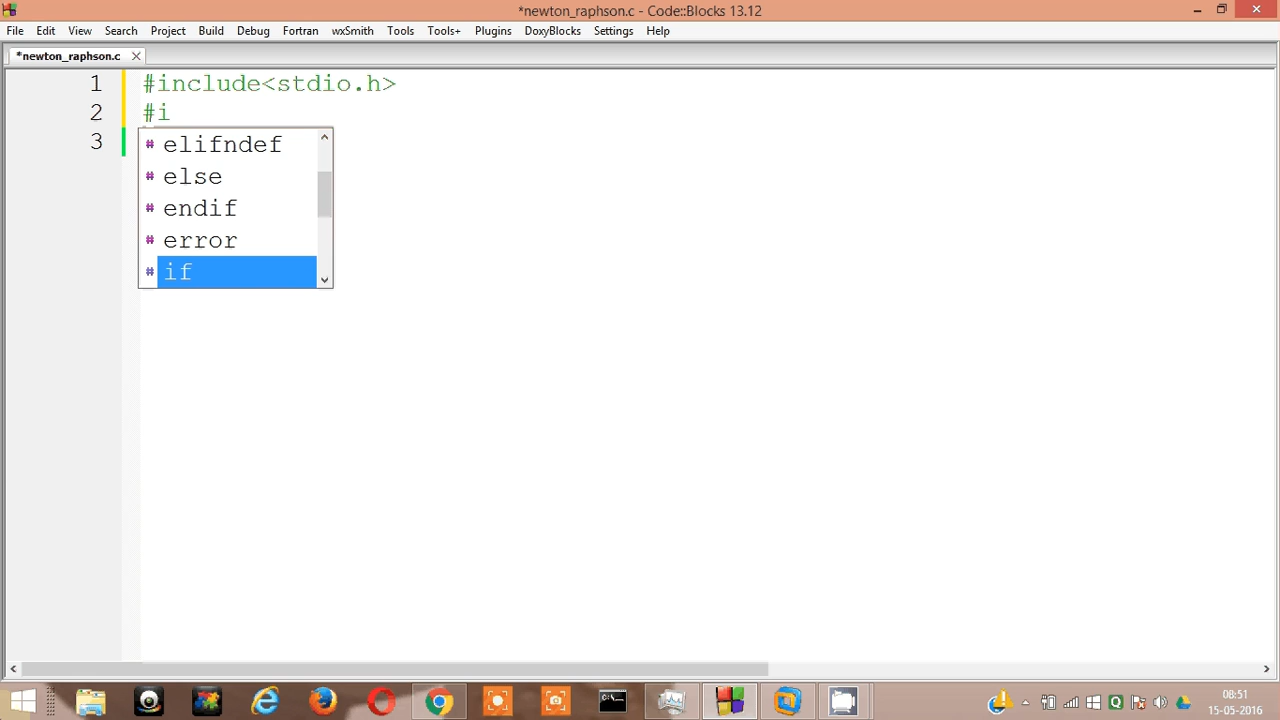 *newton_raphson.c - Code::Blocks 13.12
File Edit View Search Project Build Debug Fortran wxSmith Tools Tools+ Plugins DoxyBlocks Settings Help
*newton_raphson.c
1 #include<stdio.h>
2 #i
3
# elifndef
# else
# endif
# error
# if
08:51
15-05-2016